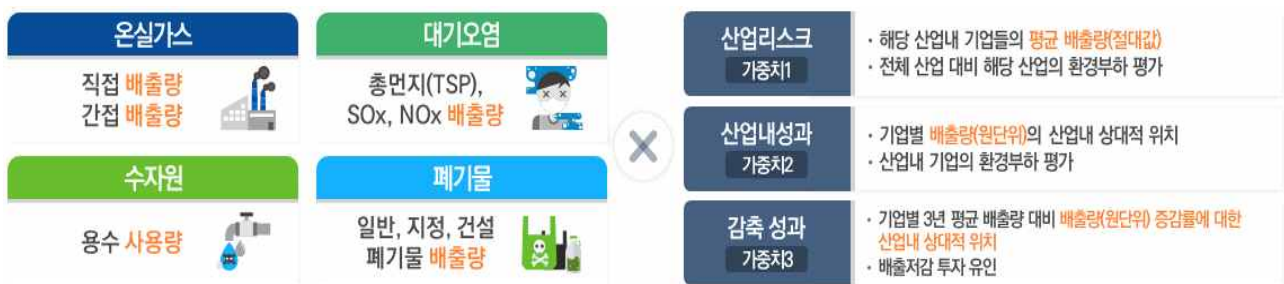 온실가스
직접 배출량
간접 배출량
대기오염
총먼지(TSP),
SOx, NOx 배출량
수자원
용수 사용량
폐기물
일반, 지정, 건설
폐기물 배출량
X
산업리스크
가중치1
· 해당 산업내 기업들의 평균 배출량(절대값)
· 전체 산업 대비 해당 산업의 환경부하 평가
산업내성과
가중치2
· 기업별 배출량(원단위)의 산업내 상대적 위치
· 산업내 기업의 환경부하 평가
감축 성과
가중치3
· 기업별 3년 평균 배출량 대비 배출량(원단위) 증감률에 대한
산업내 상대적 위치
· 배출저감 투자 유인